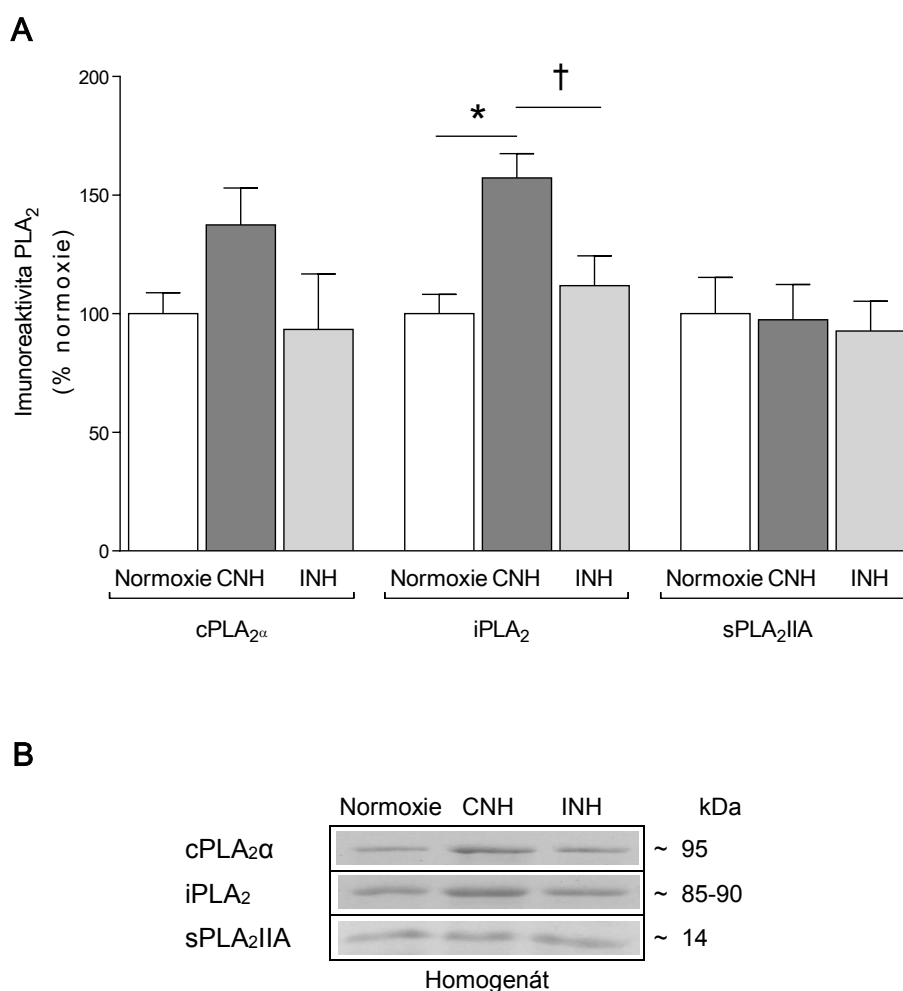 A
200
†
*
150
100
50
0
Imunoreaktivita PLA2
(% normoxie)
Normoxie CNH INH Normoxie CNH INH Normoxie CNH INH
cPLA2α iPLA2 sPLA2IIA
B
Normoxie CNH INH kDa
cPLA2α ~ 95
iPLA2 ~ 85-90
sPLA2IIA ~ 14
Homogenát